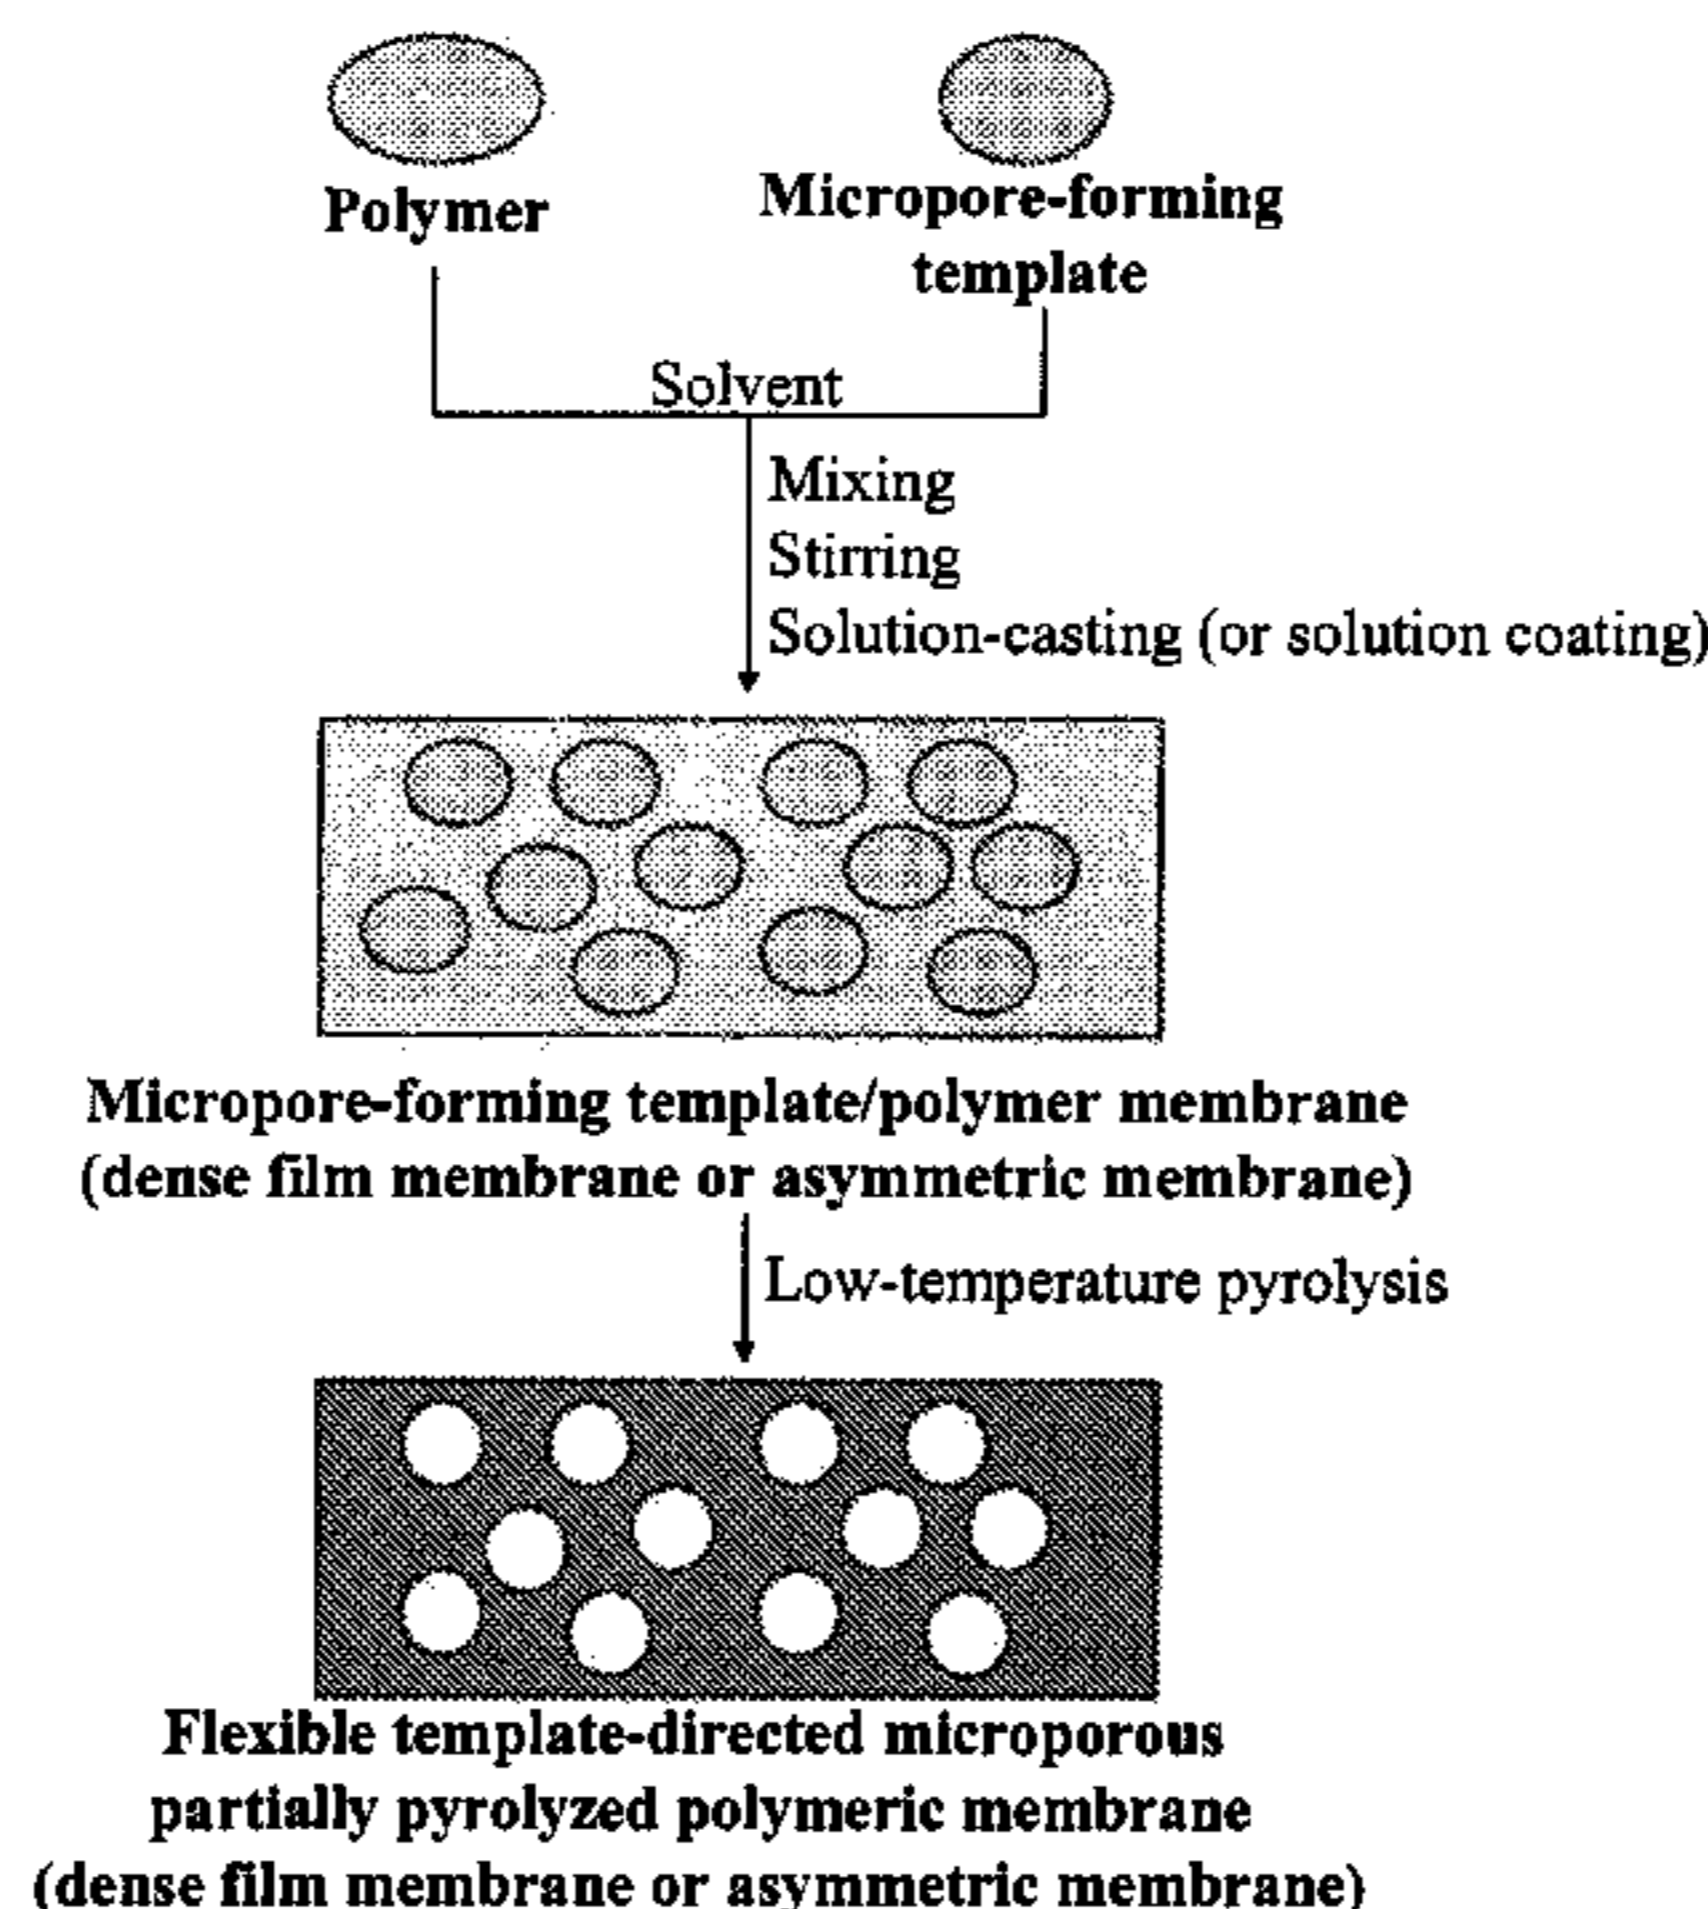 Polymer
Micropore-forming
template
Solvent
Mixing
Stirring
Solution-casting (or solution coating)
Micropore-forming template/polymer membrane
(dense film membrane or asymmetric membrane)
Low-temperature pyrolysis
Flexible template-directed microporous
partially pyrolyzed polymeric membrane
(dense film membrane or asymmetric membrane)